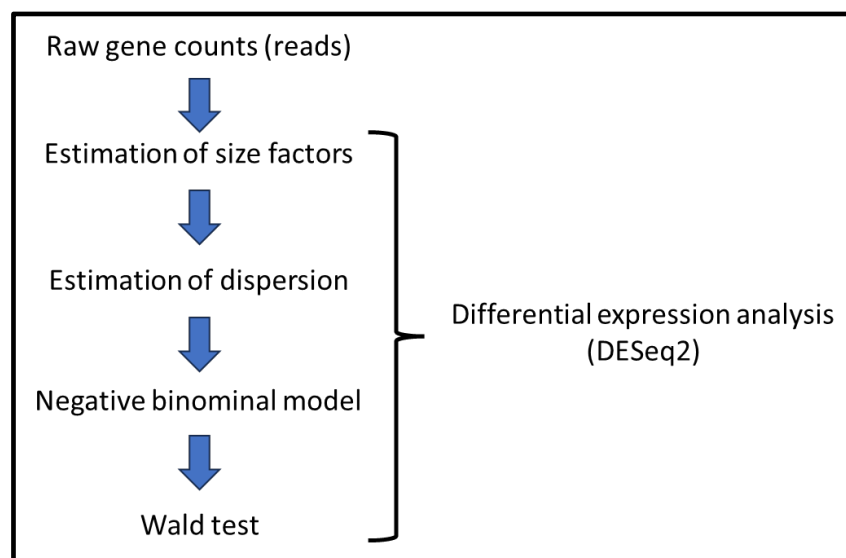 Raw gene counts (reads)
Estimation of size factors
Estimation of dispersion
Negative binominal model
Wald test
Differential expression analysis
(DESeq2)